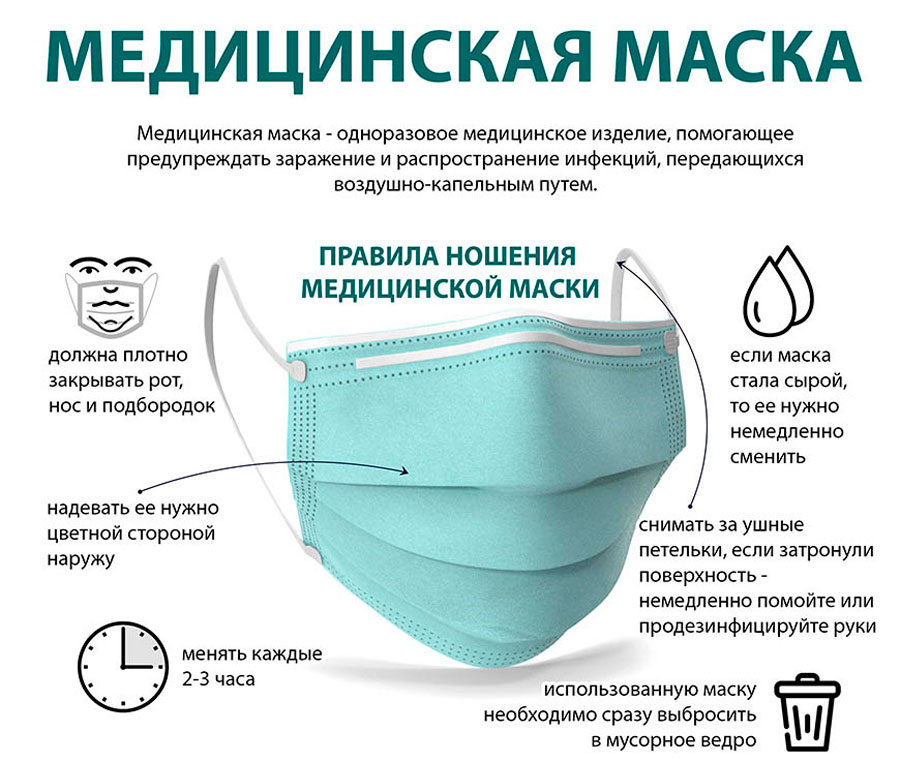 МЕДИЦИНСКАЯ МАСКА
Медицинская маска - одноразовое медицинское изделие, помогающее
предупреждать заражение и распространение инфекций, передающихся
воздушно-капельным путем.
ПРАВИЛА НОШЕНИЯ
МЕДИЦИНСКОЙ МАСКИ
должна плотно
закрывать рот,
нос и подбородок
если маска
стала сырой,
то ее нужно
немедленно
сменить
надевать ее нужно
цветной стороной
наружу
снимать за ушные
петельки, если затронули
поверхность -
немедленно помойте или
продезинфицируйте руки
менять каждые
2-3 часа
использованную маску
необходимо сразу выбросить
в мусорное ведро